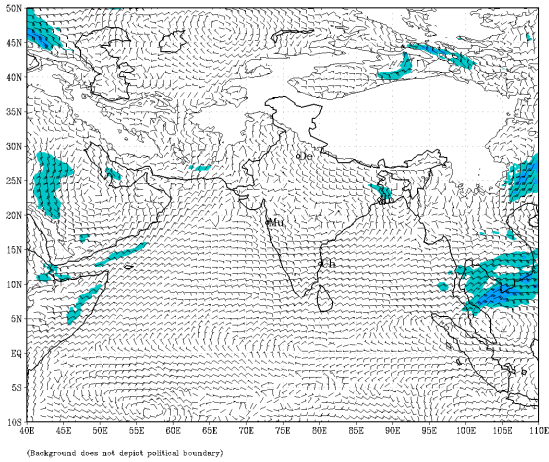 50N
45N
40N
35N
30N
De
25N
20N
Mu
15N
Ch
10N
5N
EQ
5S
10S
40E 45E 50E 55E 60E 65E 70E 75E 80E 85E 90E 95E 100E 105E 110E
(Background does not depict political boundary)